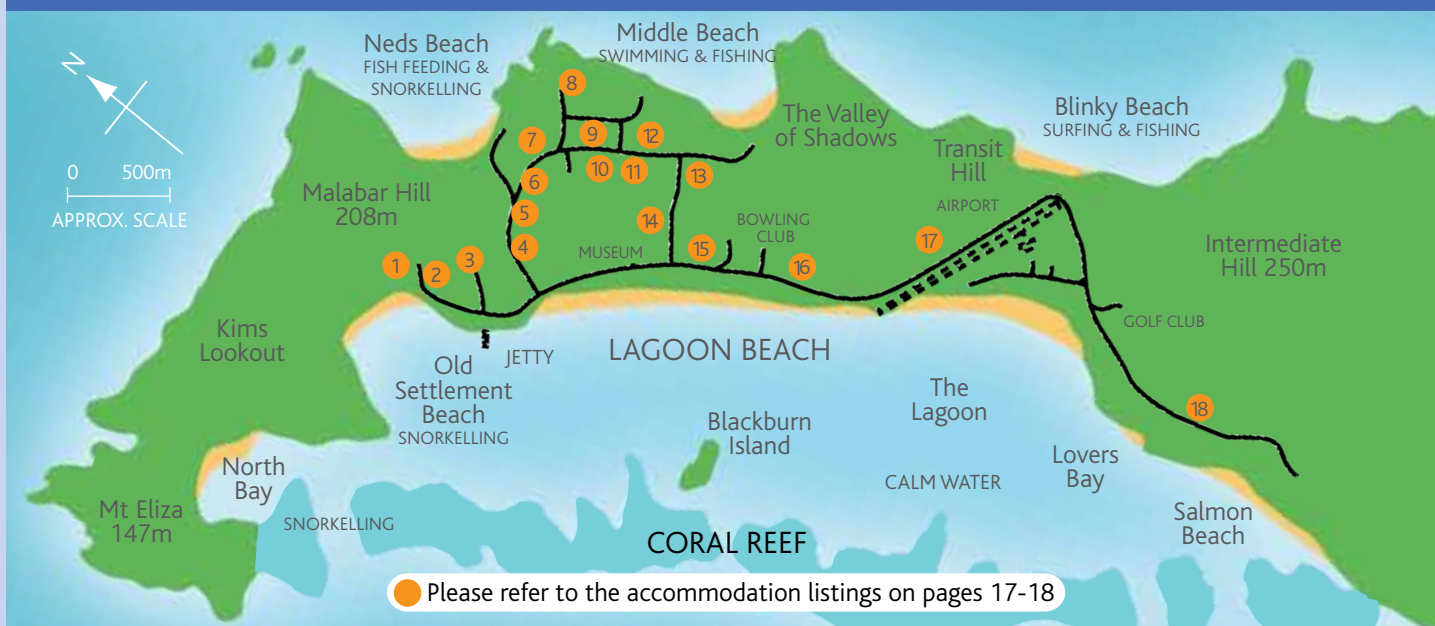 Neds Beach
FISH FEEDING &
SNORKELLING
Middle Beach
SWIMMING & FISHING
N
0 500m
APPROX. SCALE
The Valley
of Shadows
Blinky Beach
SURFING & FISHING
Transit
Hill
AIRPORT
Malabar Hill
208m
Intermediate
Hill 250m
8
7
9
12
10
11
13
6
5
14
4
MUSEUM
BOWLING
CLUB
15
16
17
1
2
3
Kims
Lookout
GOLF CLUB
JETTY
LAGOON BEACH
Old
Settlement
Beach
SNORKELLING
The
Lagoon
Blackburn
Island
18
North
Bay
CALM WATER
Lovers
Bay
Mt Eliza
147m
SNORKELLING
Salmon
Beach
CORAL REEF
Please refer to the accommodation listings on pages 17-18